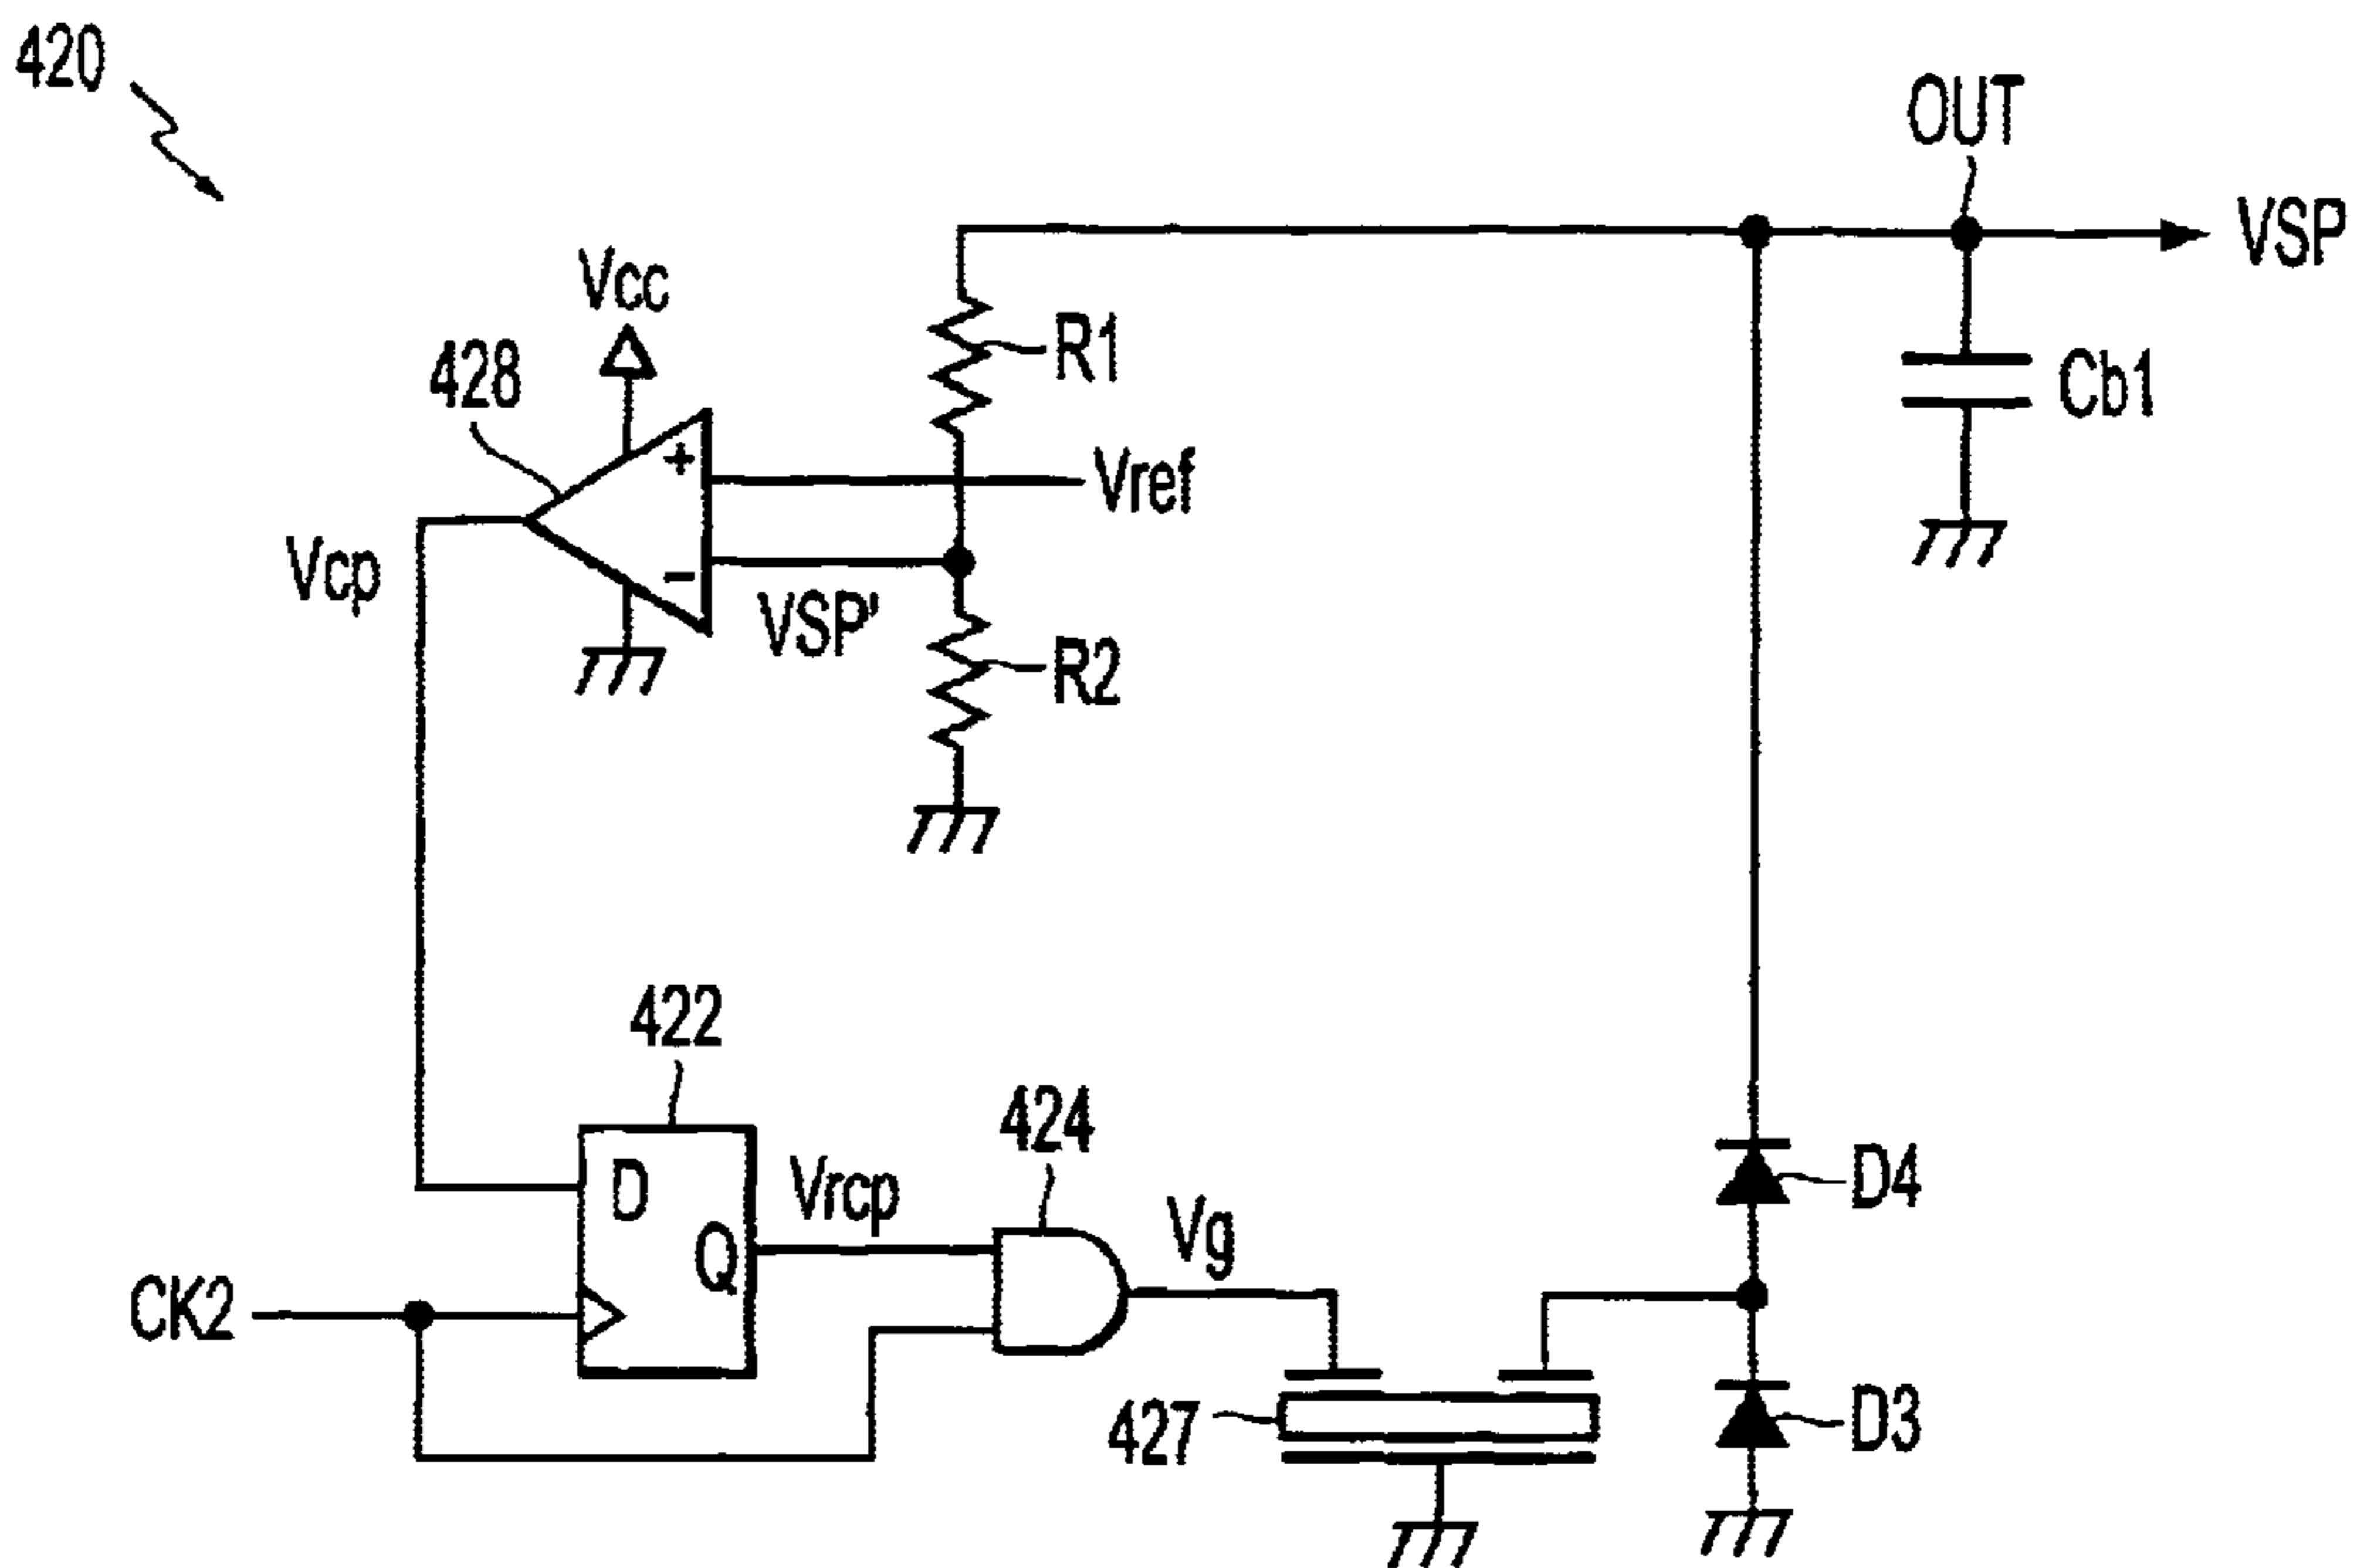 420
OUT
VSP
Vcc
R1
428
Cb1
+
Vref
Vcp
-
VSP'
R2
422
424
D
Vrcp
D4
Vg
Q
CK2
427
D3